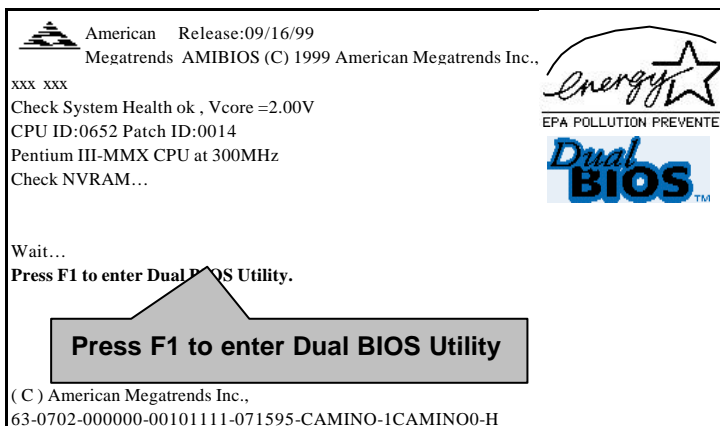 American Release:09/16/99
Megatrends AMIBIOS (C) 1999 American Megatrends Inc.,
xxx xxx
Check System Health ok , Vcore =2.00V
CPU ID:0652 Patch ID:0014
Pentium III-MMX CPU at 300MHz
Check NVRAM…
energy
EPA POLLUTION PREVENTE
Dual
BIOS TM
Wait…
Press F1 to enter Dual BIOS Utility.
Press F1 to enter Dual BIOS Utility
( C ) American Megatrends Inc.,
63-0702-000000-00101111-071595-CAMINO-1CAMINO0-H